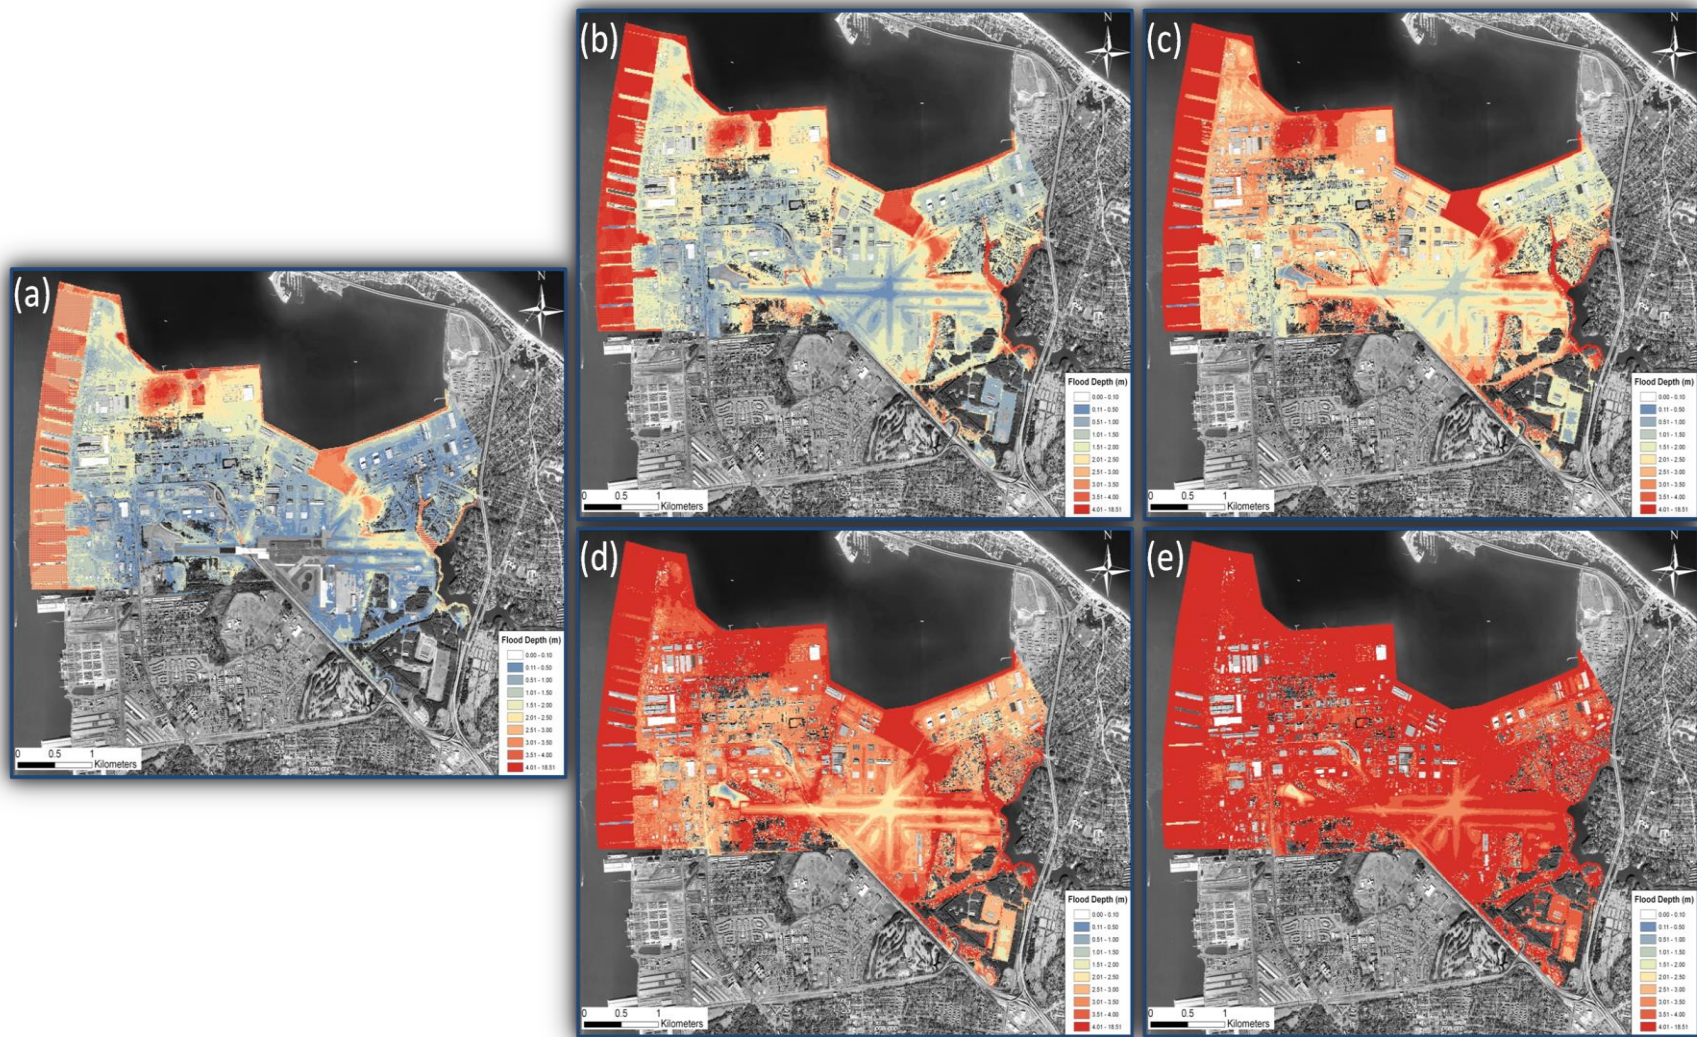 (a)
N
Flood Depth (m)
0.00 - 0.10
0.11 - 0.50
0.51 - 1.00
1.01 - 1.50
1.51 - 2.00
2.01 - 2.50
2.51 - 3.00
3.01 - 3.50
3.51 - 4.00
4.01 - 18.51
0 0.5 1
Kilometers
(b)
N
Flood Depth (m)
0.00 - 0.10
0.11 - 0.50
0.51 - 1.00
1.01 - 1.50
1.51 - 2.00
2.01 - 2.50
2.51 - 3.00
3.01 - 3.50
3.51 - 4.00
4.01 - 18.51
0 0.5 1
Kilometers
(c)
N
Flood Depth (m)
0.00 - 0.10
0.11 - 0.50
0.51 - 1.00
1.01 - 1.50
1.51 - 2.00
2.01 - 2.50
2.51 - 3.00
3.01 - 3.50
3.51 - 4.00
4.01 - 18.51
0 0.5 1
Kilometers
(d)
N
Flood Depth (m)
0.00 - 0.10
0.11 - 0.50
0.51 - 1.00
1.01 - 1.50
1.51 - 2.00
2.01 - 2.50
2.51 - 3.00
3.01 - 3.50
3.51 - 4.00
4.01 - 18.51
0 0.5 1
Kilometers
(e)
N
Flood Depth (m)
0.00 - 0.10
0.11 - 0.50
0.51 - 1.00
1.01 - 1.50
1.51 - 2.00
2.01 - 2.50
2.51 - 3.00
3.01 - 3.50
3.51 - 4.00
4.01 - 18.51
0 0.5 1
Kilometers